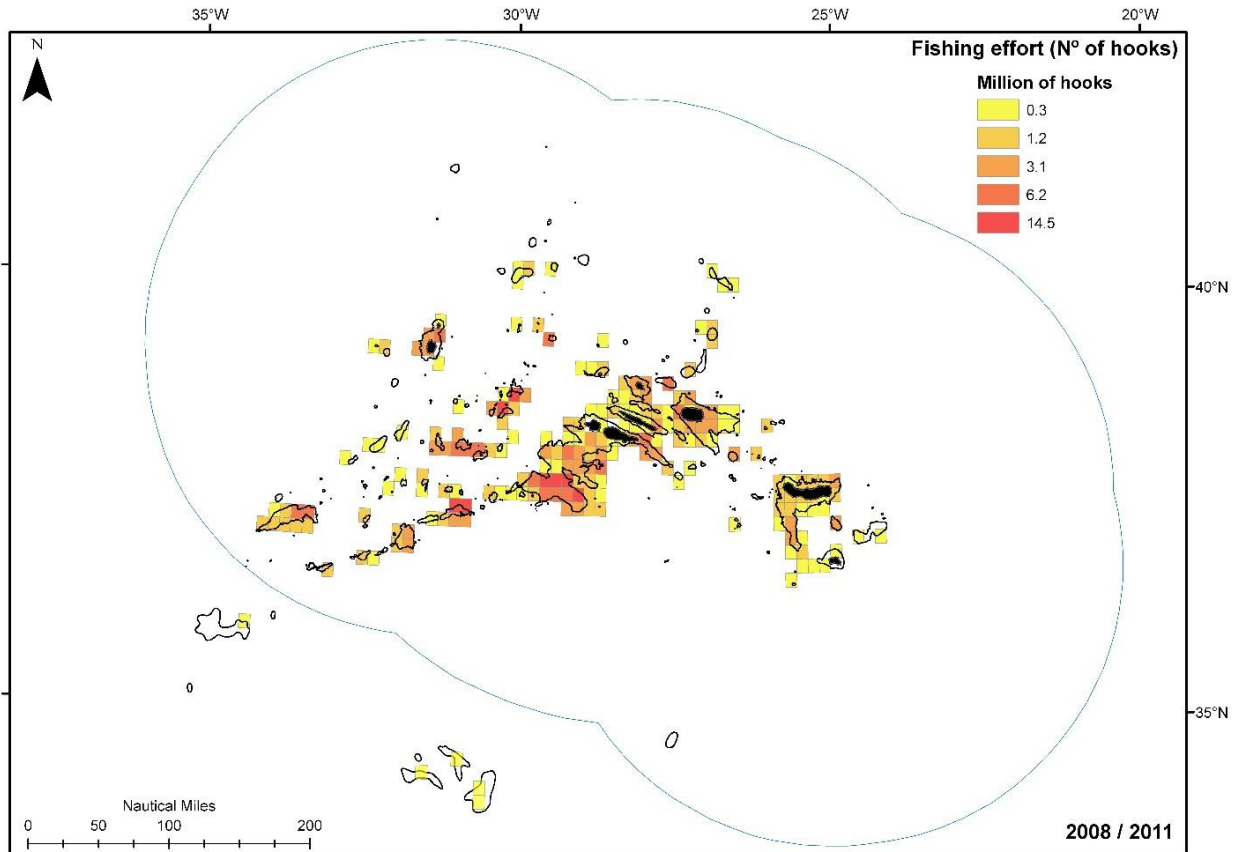 35°W 30°W 25°W 20°W
N
Fishing effort (Nº of hooks)
Million of hooks
0.3
1.2
3.1
6.2
14.5
40°N
35°N
Nautical Miles
0 50 100 200
2008 / 2011